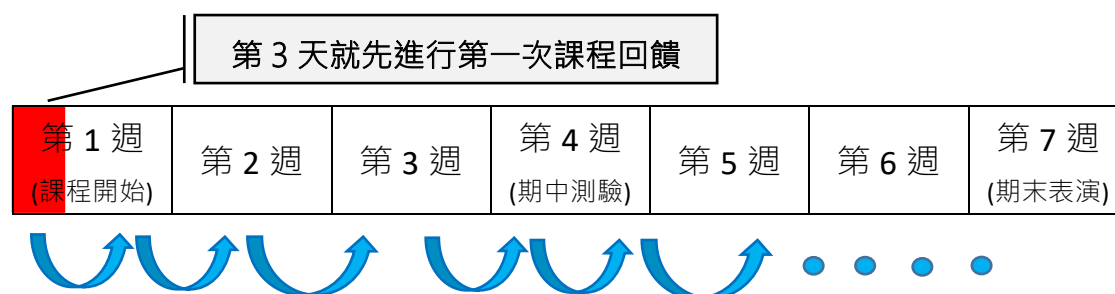 第 3 天就先進行第一次課程回饋
第 1 週
(課程開始)
第 2 週
第 3 週
第 4 週
(期中測驗)
第 5 週
第 6 週
第 7 週
(期末表演)